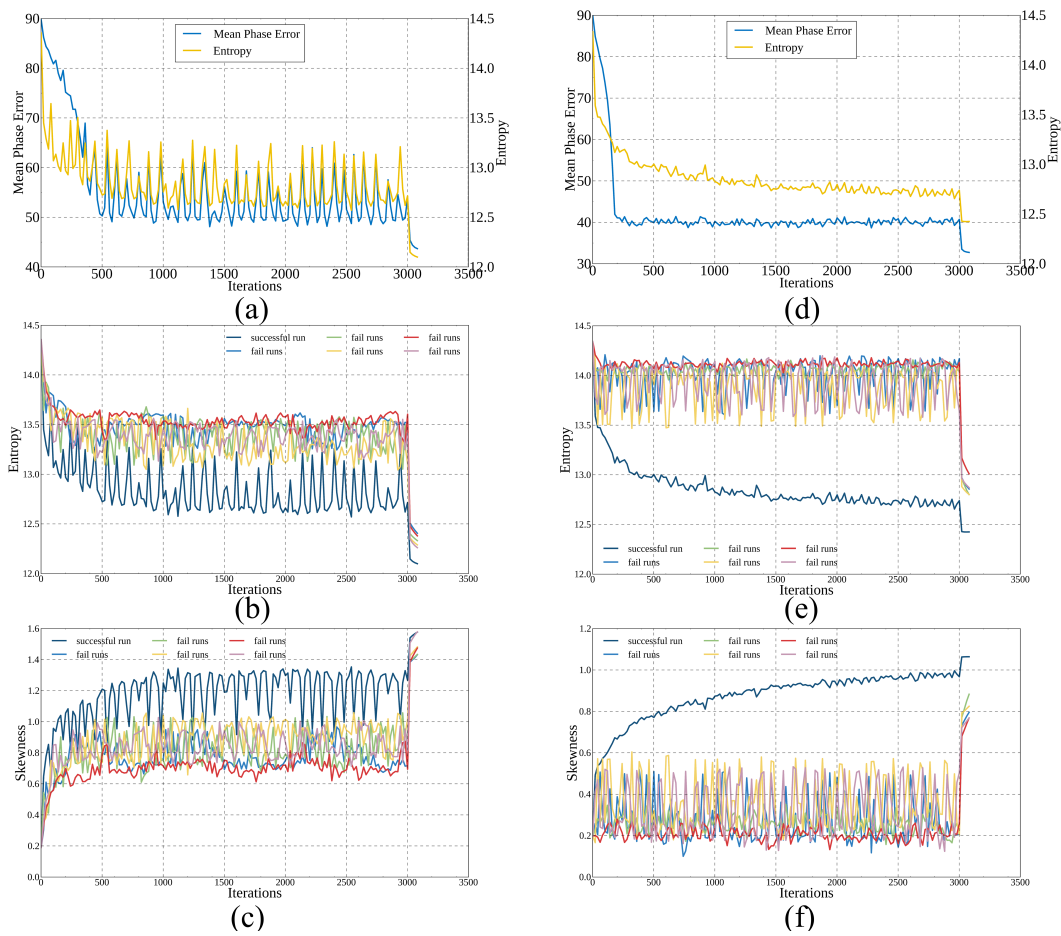 90
80
70
60
50
40
Mean Phase Error
14.5
14.0
13.5
13.0
12.5
12.0
Entropy
Mean Phase Error
Entropy
0 500 1000 1500 2000 2500 3000 3500
Iterations
(a)
90
80
70
60
50
40
30
Mean Phase Error
14.5
14.0
13.5
13.0
12.5
12.0
Entropy
Mean Phase Error
Entropy
0 500 1000 1500 2000 2500 3000 3500
Iterations
(d)
14.5
14.0
13.5
13.0
12.5
12.0
Entropy
successful run fail runs fail runs
fail runs fail runs fail runs
0 500 1000 1500 2000 2500 3000 3500
Iterations
(b)
14.5
14.0
13.5
13.0
12.5
12.0
Entropy
successful run fail runs fail runs
fail runs fail runs fail runs
0 500 1000 1500 2000 2500 3000 3500
Iterations
(e)
1.6
1.4
1.2
1.0
0.8
0.6
0.4
0.2
0.0
Skewness
successful run fail runs fail runs
fail runs fail runs fail runs
0 500 1000 1500 2000 2500 3000 3500
Iterations
(c)
1.2
1.0
0.8
0.6
0.4
0.2
0.0
Skewness
successful run fail runs fail runs
fail runs fail runs fail runs
0 500 1000 1500 2000 2500 3000 3500
Iterations
(f)